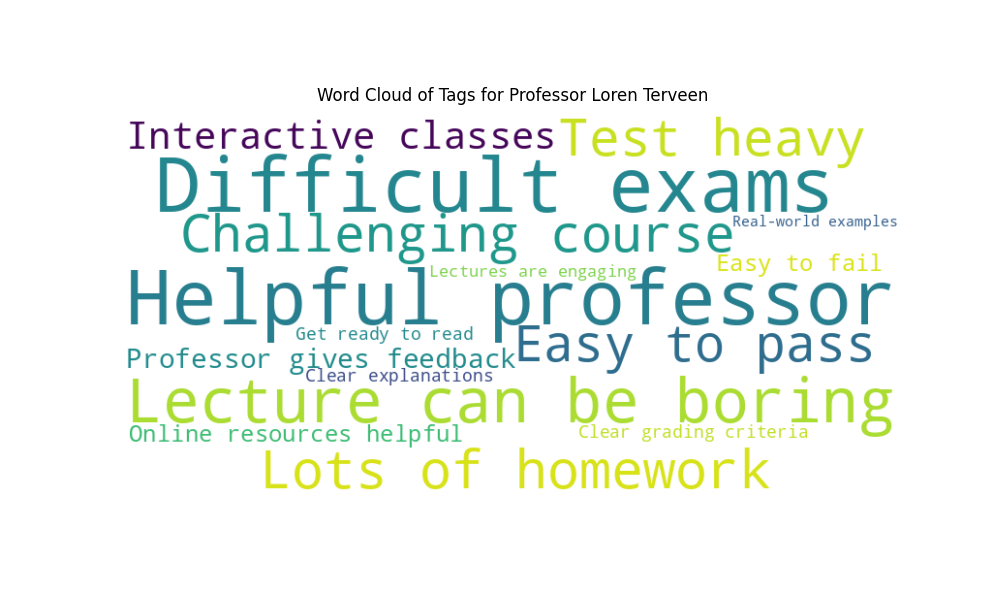 Word Cloud of Tags for Professor Loren Terveen
Interactive classes
Test heavy
Difficult exams
Challenging course
Real-world examples
Easy to fail
Lectures are engaging
Helpful professor
Get ready to read
Easy to pass
Professor gives feedback
Clear explanations
Lecture can be boring
Online resources helpful
Clear grading criteria
Lots of homework